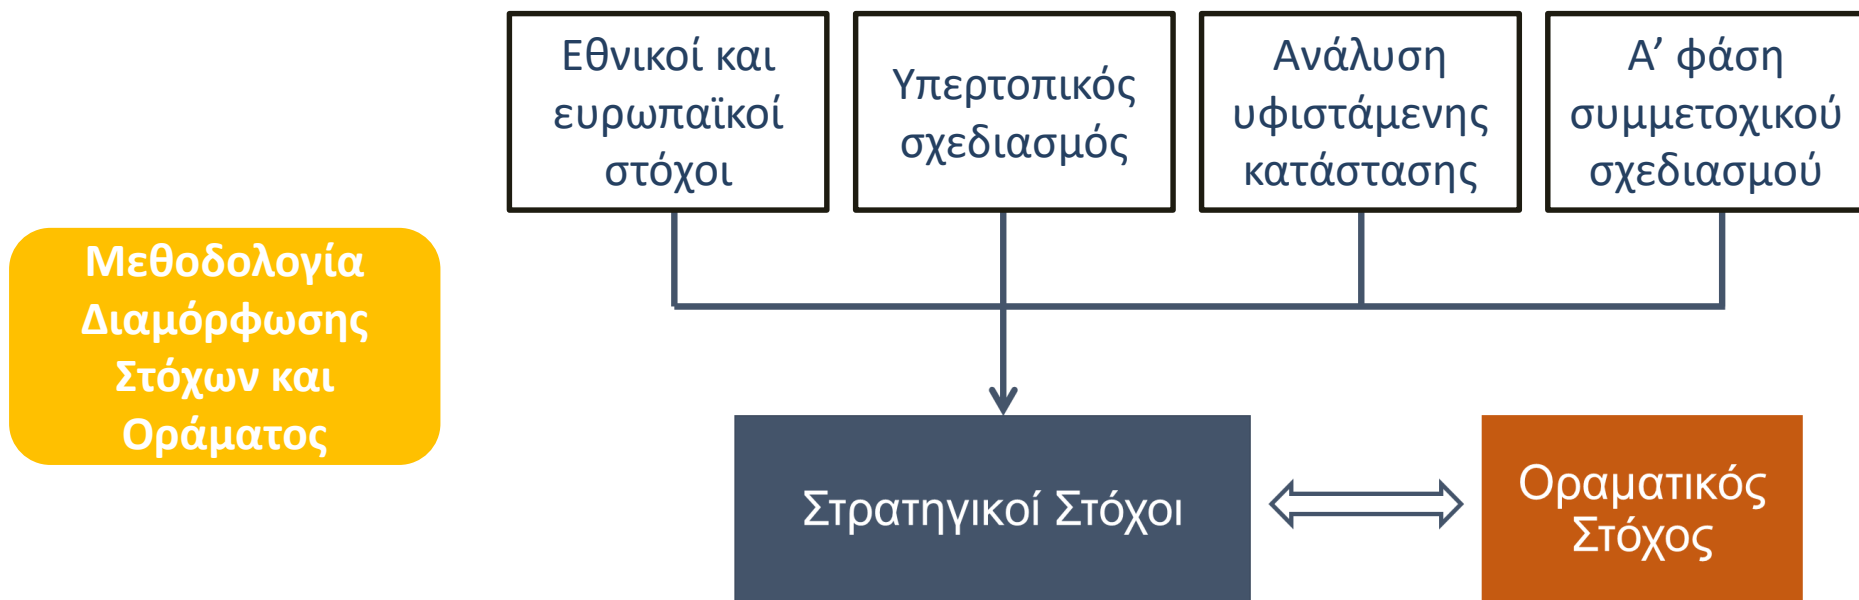 Εθνικοί και
ευρωπαϊκοί
στόχοι
Υπερτοπικός
σχεδιασμός
Ανάλυση
υφιστάμενης
κατάστασης
Α’ φάση
συμμετοχικού
σχεδιασμού
Μεθοδολογία
Διαμόρφωσης
Στόχων και
Οράματος
Στρατηγικοί Στόχοι
Οραματικός
Στόχος